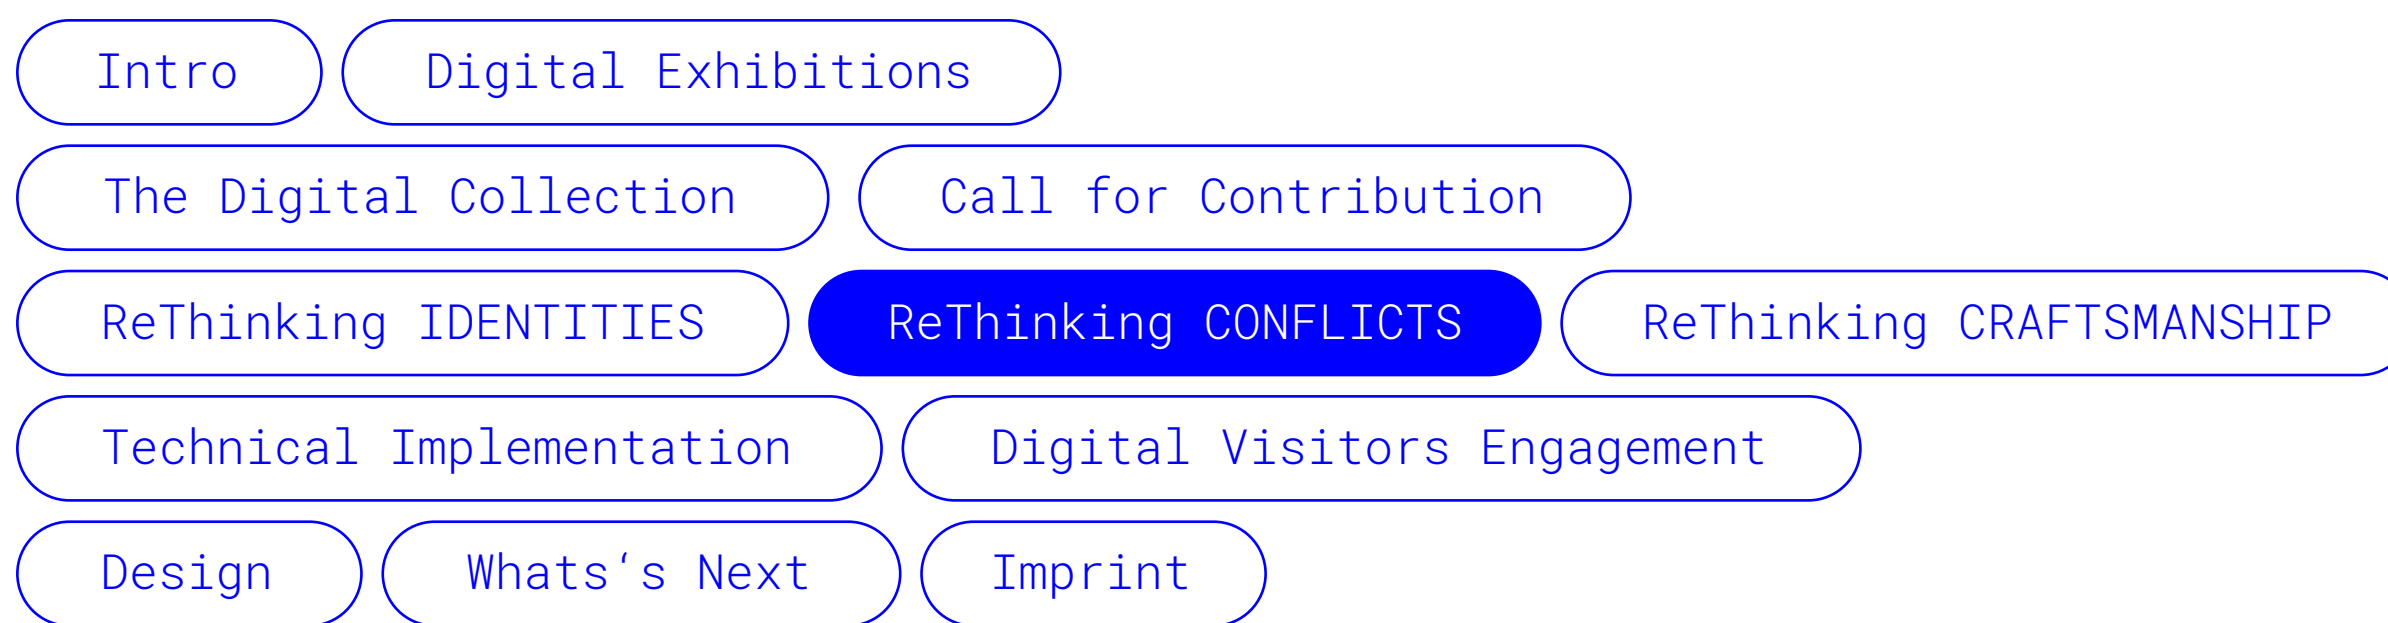 Intro Digital Exhibitions
The Digital Collection Call for Contribution
ReThinking IDENTITIES ReThinking CONFLICTS ReThinking CRAFTSMANSHIP
Technical Implementation Digital Visitors Engagement
Design Whats‘s Next Imprint